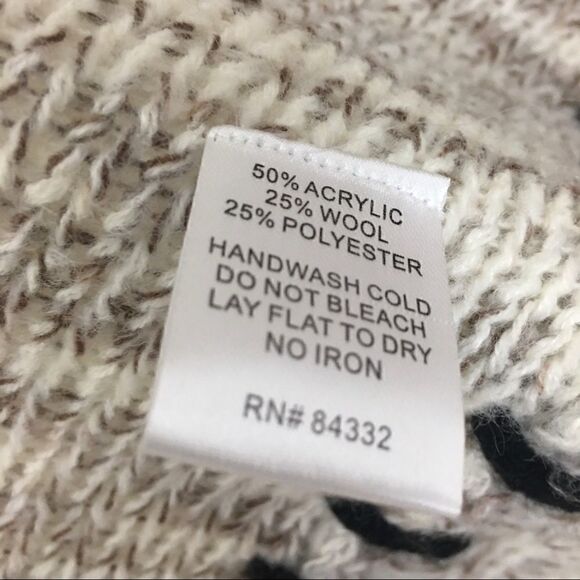 50% ACRYLIC
25% WOOL
25% POLYESTER
HANDWASH COLD
DO NOT BLEACH
LAY FLAT TO DRY
NO IRON
RN# 84332